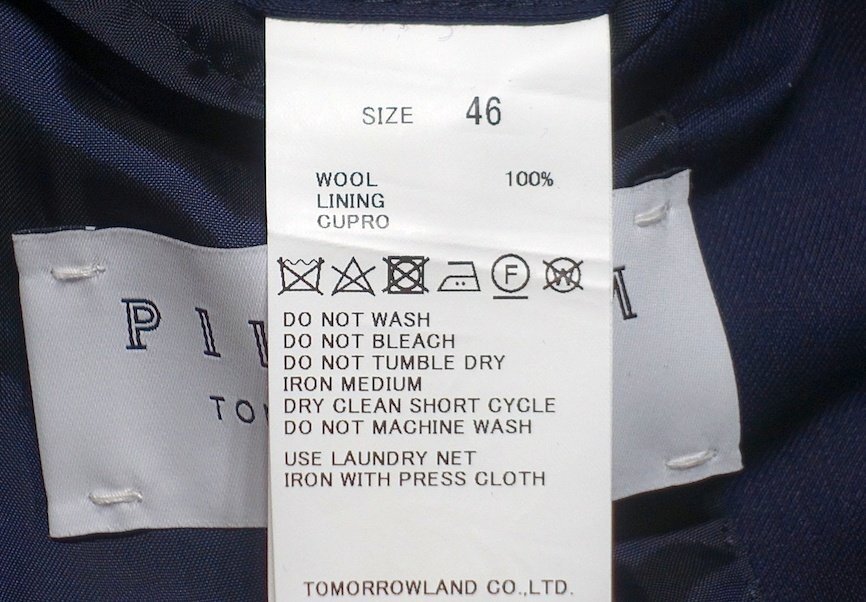 SIZE 46
WOOL 100%
LINING
CUPRO
F
W
DO NOT WASH
DO NOT BLEACH
DO NOT TUMBLE DRY
IRON MEDIUM
DRY CLEAN SHORT CYCLE
DO NOT MACHINE WASH
USE LAUNDRY NET
IRON WITH PRESS CLOTH
TOMORROWLAND CO.,LTD.